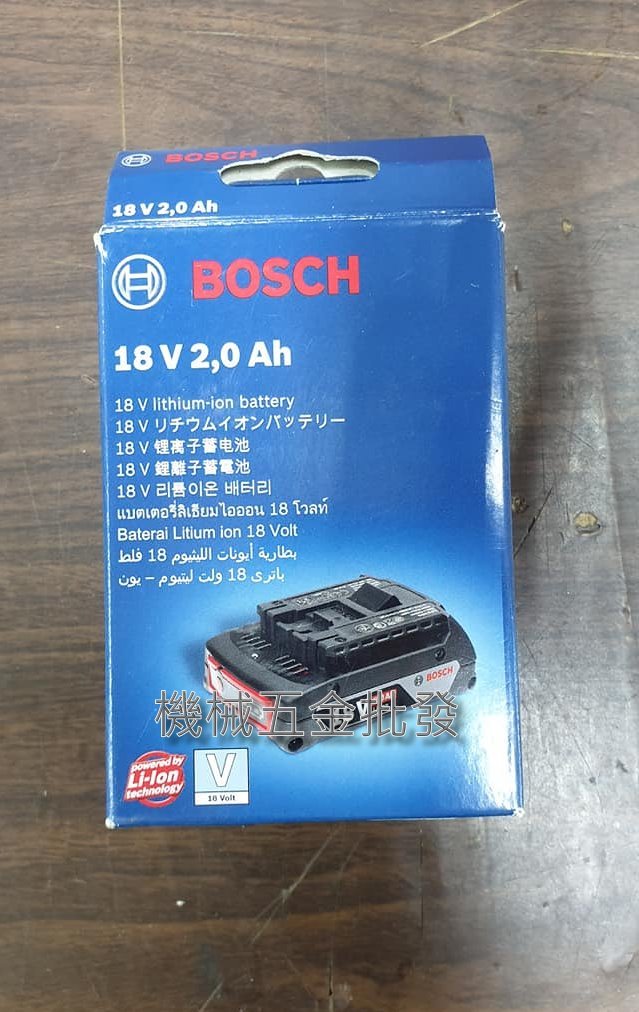 BOSCH
18 V 2,0 Ah
BOSCH
18 V 2,0 Ah
18 V lithium-ion battery
18 V リチウムイオンバッテリー
18 V 锂离子蓄电池
18 V 鋰離子蓄電池
18 V 리튬이온 배터리
แบตเตอรี่ลิเธียมไอออน 18 โวลท์
Baterai Litium ion 18 Volt
بطارية أيونات الليثيوم 18 فلط
باتری 18 ولت ليتيوم – یون
BOSCH
機械五金批發
powered by
Li-Ion
technology
V
18 Volt